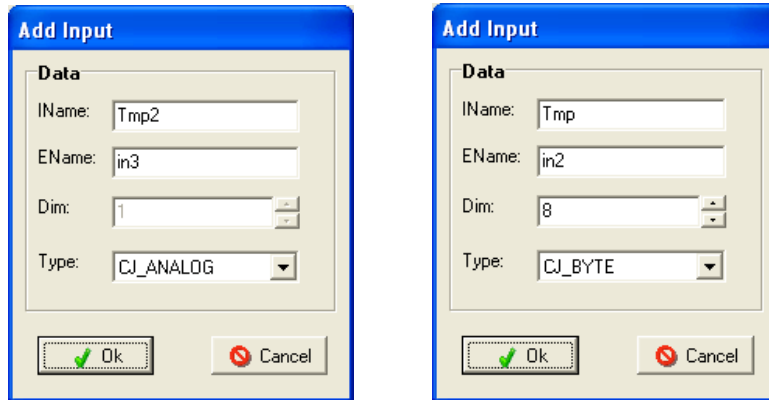 Add Input
Data
IName: Tmp2
EName: in3
Dim: 1
Type: CJ_ANALOG
Ok Cancel
Add Input
Data
IName: Tmp
EName: in2
Dim: 8
Type: CJ_BYTE
Ok Cancel